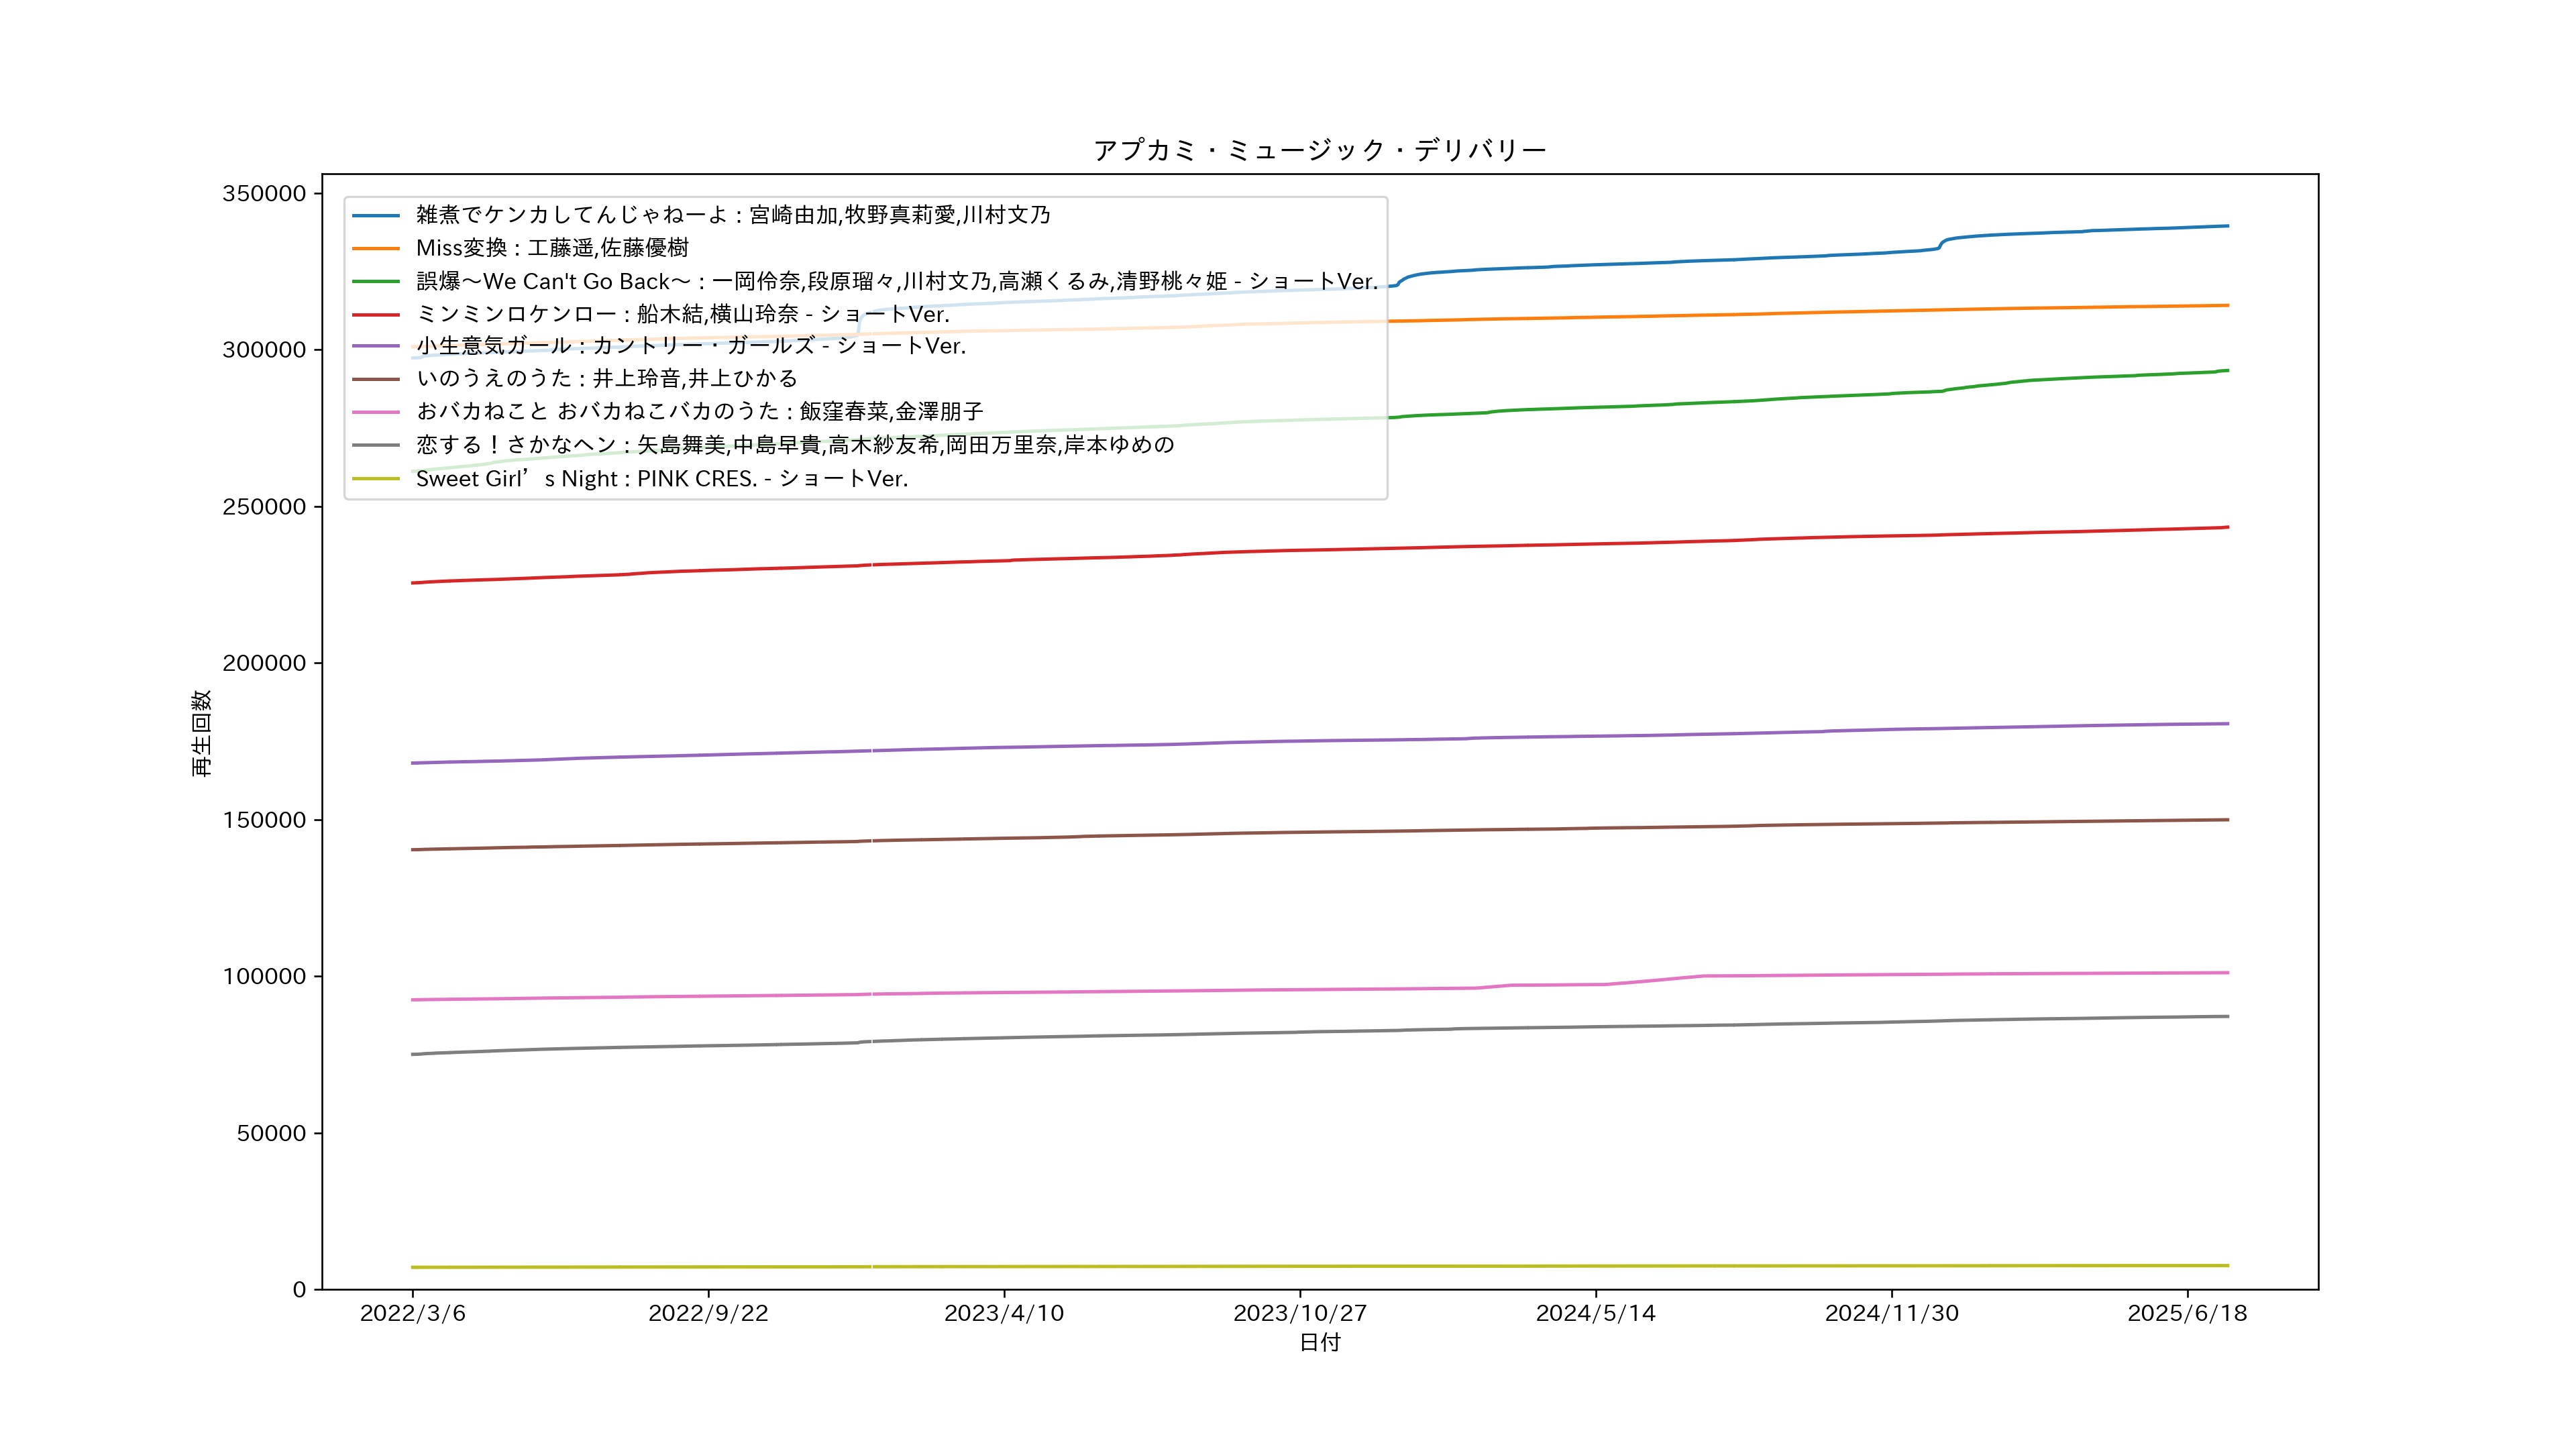 アプカミ・ミュージック・デリバリー
350000
300000
250000
200000
150000
100000
50000
0
再生回数
雑煮でケンカしてんじゃねーよ : 宮崎由加,牧野真莉愛,川村文乃
Miss変換 : 工藤遥,佐藤優樹
誤爆〜We Can't Go Back〜 : 一岡伶奈,段原瑠々,川村文乃,高瀬くるみ,清野桃々姫 - ショートVer.
ミンミンロケンロー : 船木結,横山玲奈 - ショートVer.
小生意気ガール : カントリー・ガールズ - ショートVer.
いのうえのうた : 井上玲音,井上ひかる
おバカねこと おバカねこバカのうた : 飯窪春菜,金澤朋子
恋する！さかなヘン : 矢島舞美,中島早貴,高木紗友希,岡田万里奈,岸本ゆめの
Sweet Girl’s Night : PINK CRES. - ショートVer.
2022/3/6
2022/9/22
2023/4/10
2023/10/27
2024/5/14
2024/11/30
2025/6/18
日付